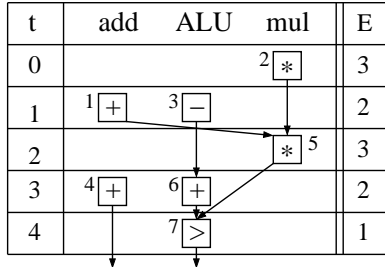 t add ALU mul E
0 2 * 3
1 1 + 3 − 2
2 * 5 3
3 4 + 6 + 2
4 7 > 1